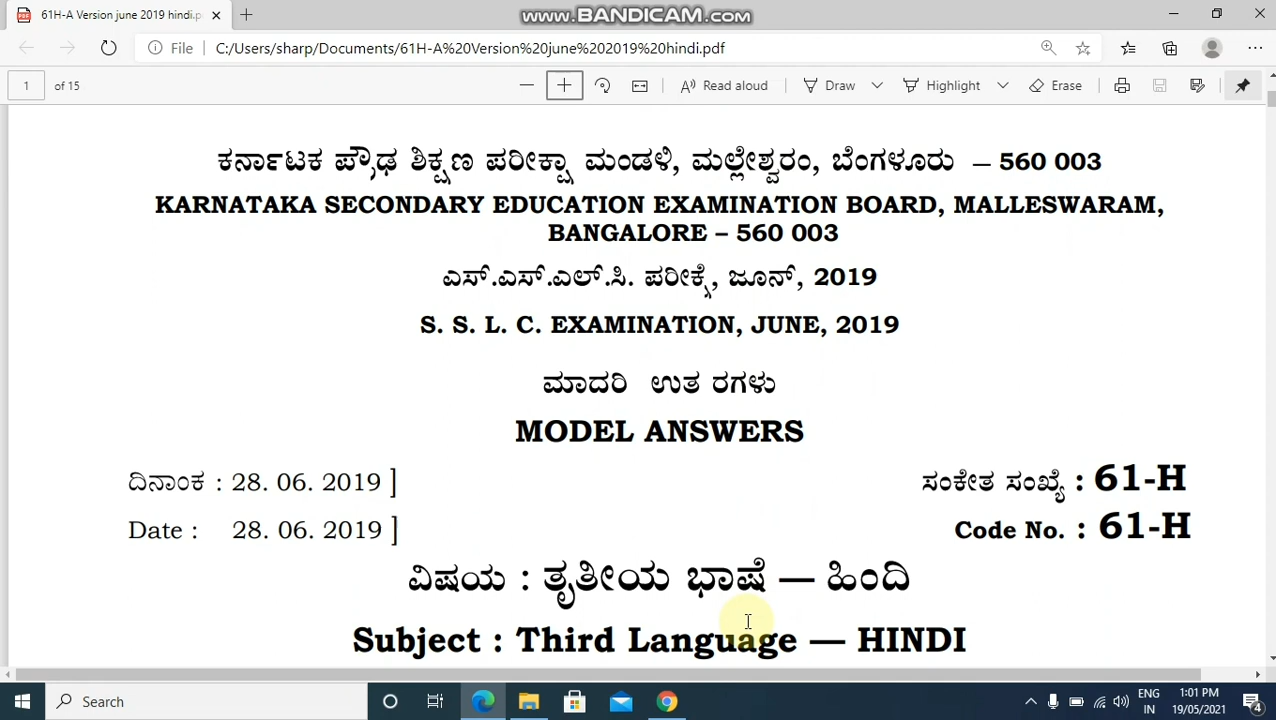 61H-A Version june 2019 hindi.p
www.BANDICAM.com
File C:/Users/sharp/Documents/61H-A%20Version%20june%202019%20hindi.pdf
1 of 15 Read aloud Draw Highlight Erase
ಕರ್ನಾಟಕ ಪ್ರೌಢ ಶಿಕ್ಷಣ ಪರೀಕ್ಷಾ ಮಂಡಳಿ, ಮಲ್ಲೇಶ್ವರಂ, ಬೆಂಗಳೂರು – 560 003
KARNATAKA SECONDARY EDUCATION EXAMINATION BOARD, MALLESWARAM,
BANGALORE – 560 003
ಎಸ್.ಎಸ್.ಎಲ್.ಸಿ. ಪರೀಕ್ಷೆ, ಜೂನ್, 2019
S. S. L. C. EXAMINATION, JUNE, 2019
ಮಾದರಿ ಉತ ರಗಳು
MODEL ANSWERS
ದಿನಾಂಕ : 28. 06. 2019 ] ಸಂಕೇತ ಸಂಖ್ಯೆ : 61-H
Date : 28. 06. 2019 ] Code No. : 61-H
ವಿಷಯ : ತೃತೀಯ ಭಾಷೆ — ಹಿಂದಿ
Subject : Third Language — HINDI
Search ENG 1:01 PM
IN 19/05/2021 4